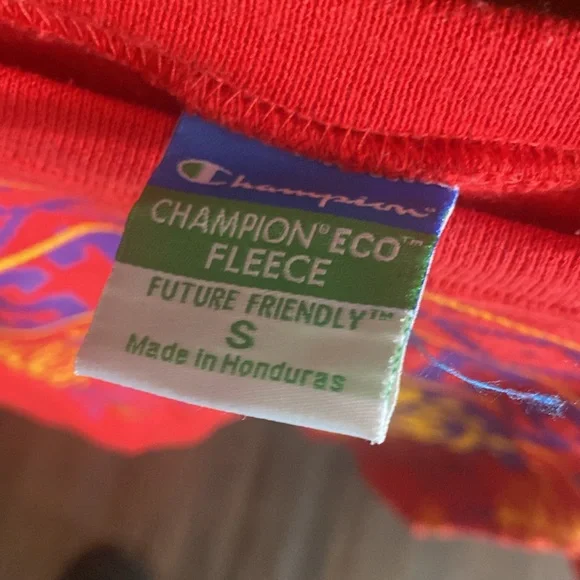 Champion®
CHAMPION® ECO™
FLEECE
FUTURE FRIENDLY™
S
Made in Honduras